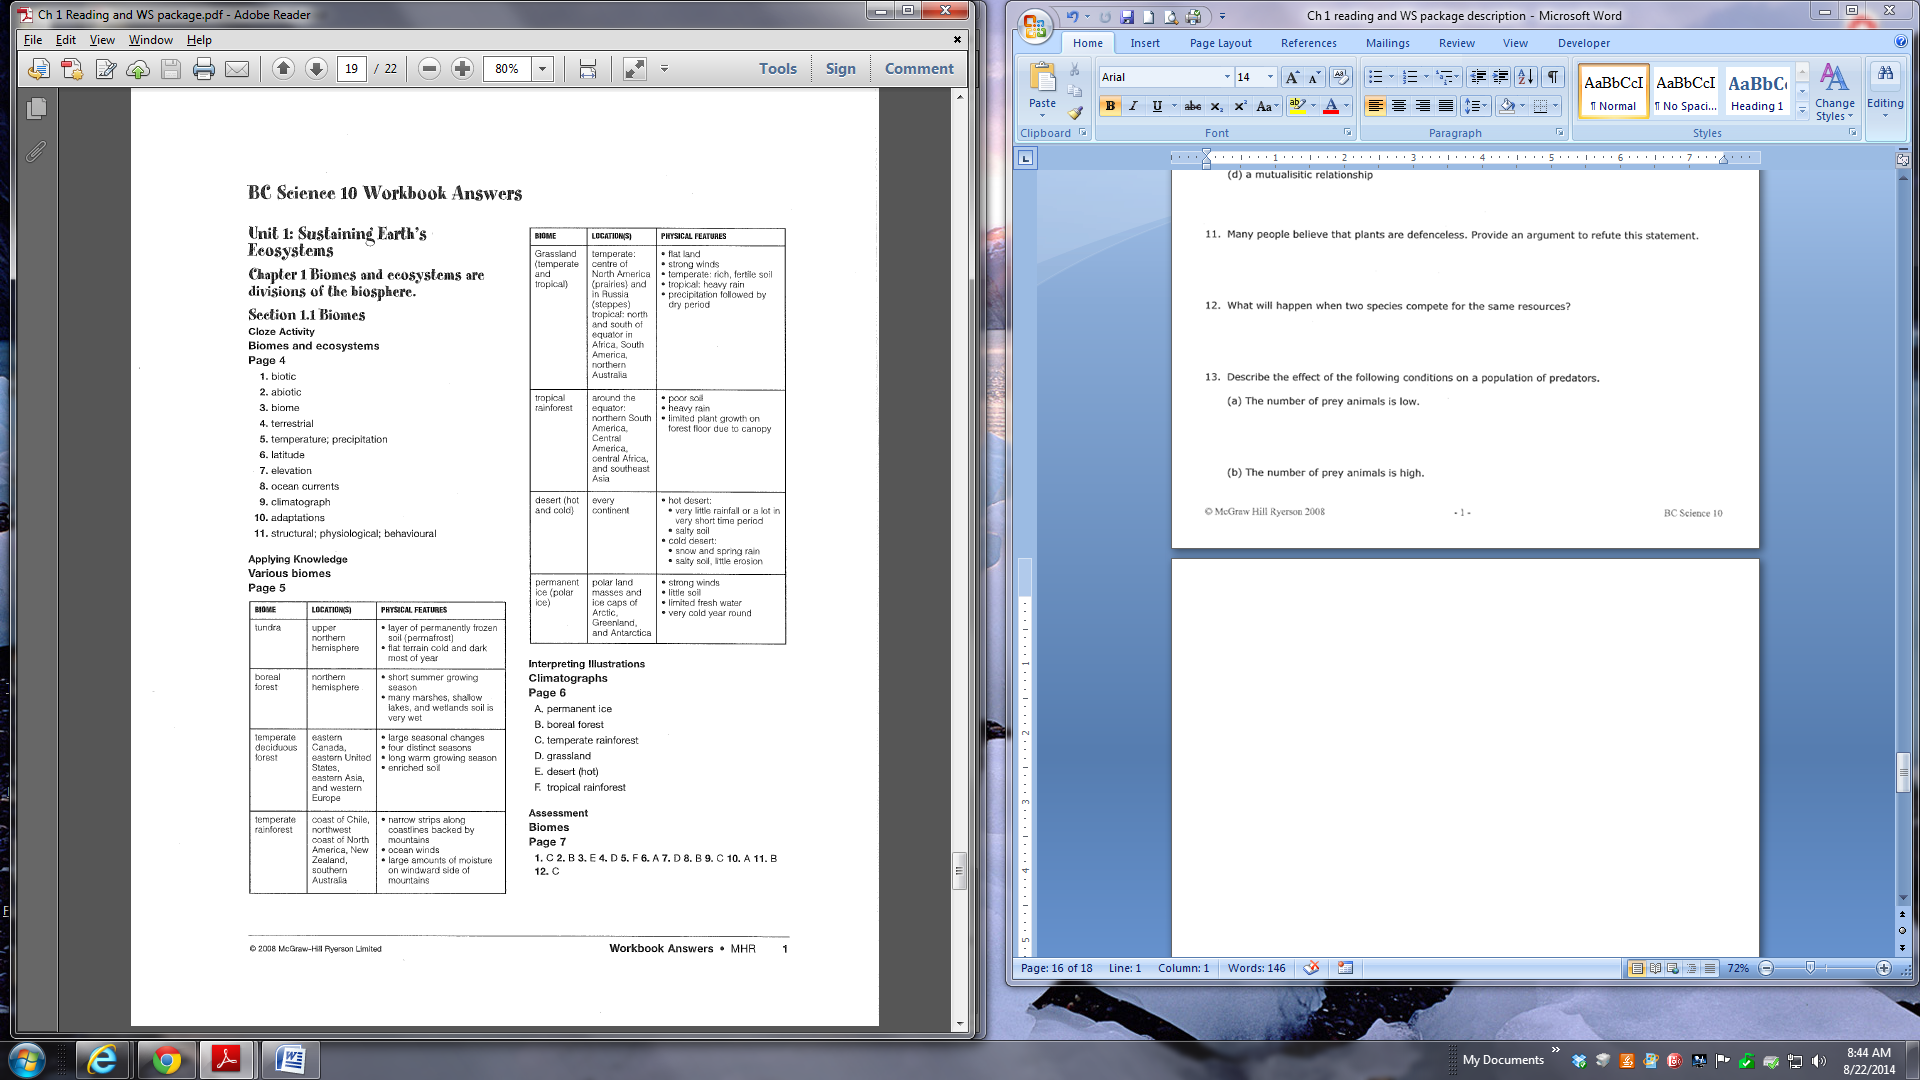 Ch 1 Reading and WS package.pdf - Adobe Reader
File Edit View Window Help
19 / 22 80% Tools Sign Comment
BC Science 10 Workbook Answers
Unit 1: Sustaining Earth's
Ecosystems
Chapter 1 Biomes and ecosystems are
divisions of the biosphere.
Section 1.1 Biomes
Cloze Activity
Biomes and ecosystems
Page 4
1. biotic
2. abiotic
3. biome
4. terrestrial
5. temperature; precipitation
6. latitude
7. elevation
8. ocean currents
9. climatograph
10. adaptations
11. structural; physiological; behavioural
Applying Knowledge
Various biomes
Page 5
BIOME LOCATION(S) PHYSICAL FEATURES
tundra
upper
northern
hemisphere
• layer of permanently frozen
soil (permafrost)
• flat terrain cold and dark
most of year
boreal
forest
northern
hemisphere
• short summer growing
season
• many marshes, shallow
lakes, and wetlands soil is
very wet
temperate
deciduous
forest
eastern
Canada,
eastern United
States,
eastern Asia,
and western
Europe
• large seasonal changes
• four distinct seasons
• long warm growing season
• enriched soil
temperate
rainforest
coast of Chile,
northwest
coast of North
America, New
Zealand,
southern
Australia
• narrow strips along
coastlines backed by
mountains
• ocean winds
• large amounts of moisture
on windward side of
mountains
BIOME LOCATION(S) PHYSICAL FEATURES
Grassland
(temperate
and
tropical)
temperate:
centre of
North America
(prairies) and
in Russia
(steppes)
tropical: north
and south of
equator in
Africa, South
America,
northern
Australia
• flat land
• strong winds
• temperate: rich, fertile soil
• tropical: heavy rain
• precipitation followed by
dry period
tropical
rainforest
around the
equator:
northern South
America,
Central
America,
central Africa,
and southeast
Asia
• poor soil
• heavy rain
• limited plant growth on
forest floor due to canopy
desert (hot
and cold)
every
continent
• hot desert:
• very little rainfall or a lot in
very short time period
• salty soil
• cold desert:
• snow and spring rain
• salty soil, little erosion
permanent
ice (polar
ice)
polar land
masses and
ice caps of
Arctic,
Greenland,
and Antarctica
• strong winds
• little soil
• limited fresh water
• very cold year round
Interpreting Illustrations
Climatographs
Page 6
A. permanent ice
B. boreal forest
C. temperate rainforest
D. grassland
E. desert (hot)
F. tropical rainforest
Assessment
Biomes
Page 7
1. C 2. B 3. E 4. D 5. F 6. A 7. D 8. B 9. C 10. A 11. B
12. C
© 2008 McGraw-Hill Ryerson Limited
Workbook Answers • MHR 1
Ch 1 reading and WS package description - Microsoft Word
Home Insert Page Layout References Mailings Review View Developer
Paste
Clipboard
Arial 14
B I U abc X₂ X² Aa ab A
Font
Paragraph
AaBbCcI AaBbCcI AaBbCc
¶ Normal ¶ No Spaci... Heading 1
Change
Styles
Styles
Editing
1 2 3 4 5 6 7
(d) a mutualisitic relationship
11. Many people believe that plants are defenceless. Provide an argument to refute this statement.
12. What will happen when two species compete for the same resources?
13. Describe the effect of the following conditions on a population of predators.
(a) The number of prey animals is low.
(b) The number of prey animals is high.
© McGraw Hill Ryerson 2008 - 1 - BC Science 10
1
2
3
4
5
Page: 16 of 18 Line: 1 Column: 1 Words: 146 72%
My Documents
8:44 AM
8/22/2014